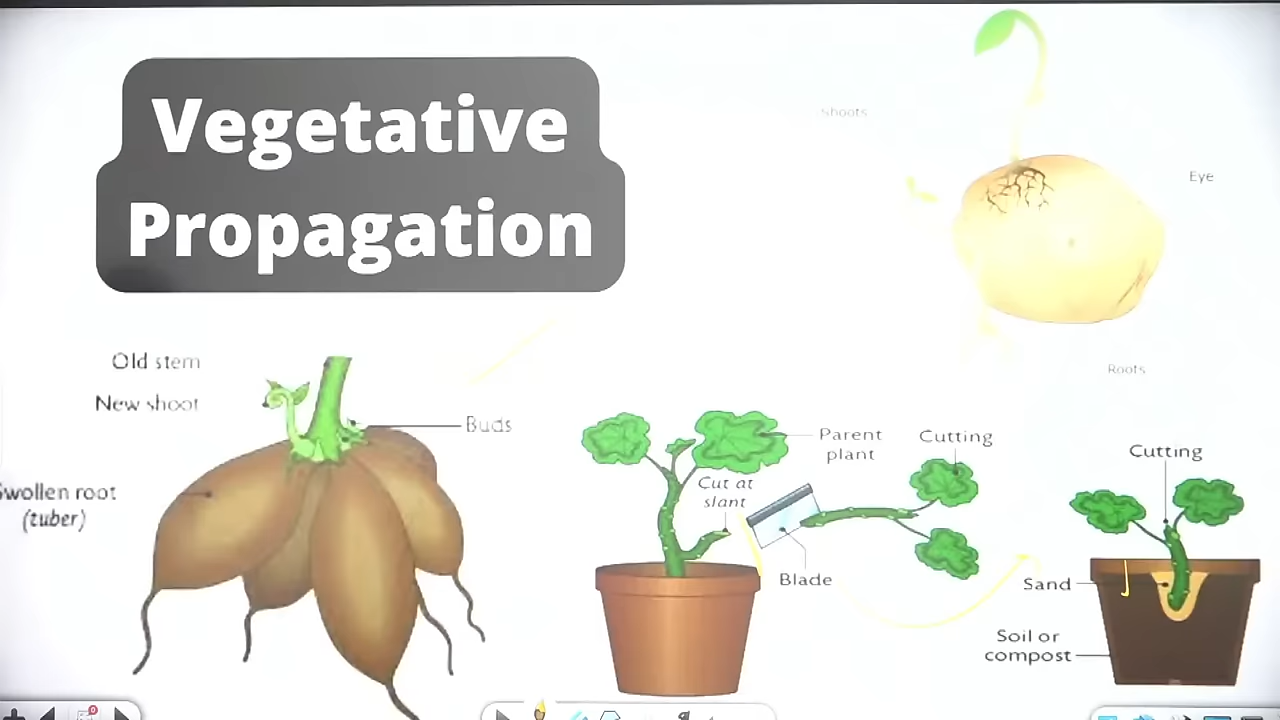 Vegetative
Propagation
Shoots
Eye
Roots
Old stem
New shoot
Buds
Swollen root
(tuber)
Parent
plant
Cutting
Cut at
slant
Blade
Cutting
Sand
Soil or
compost